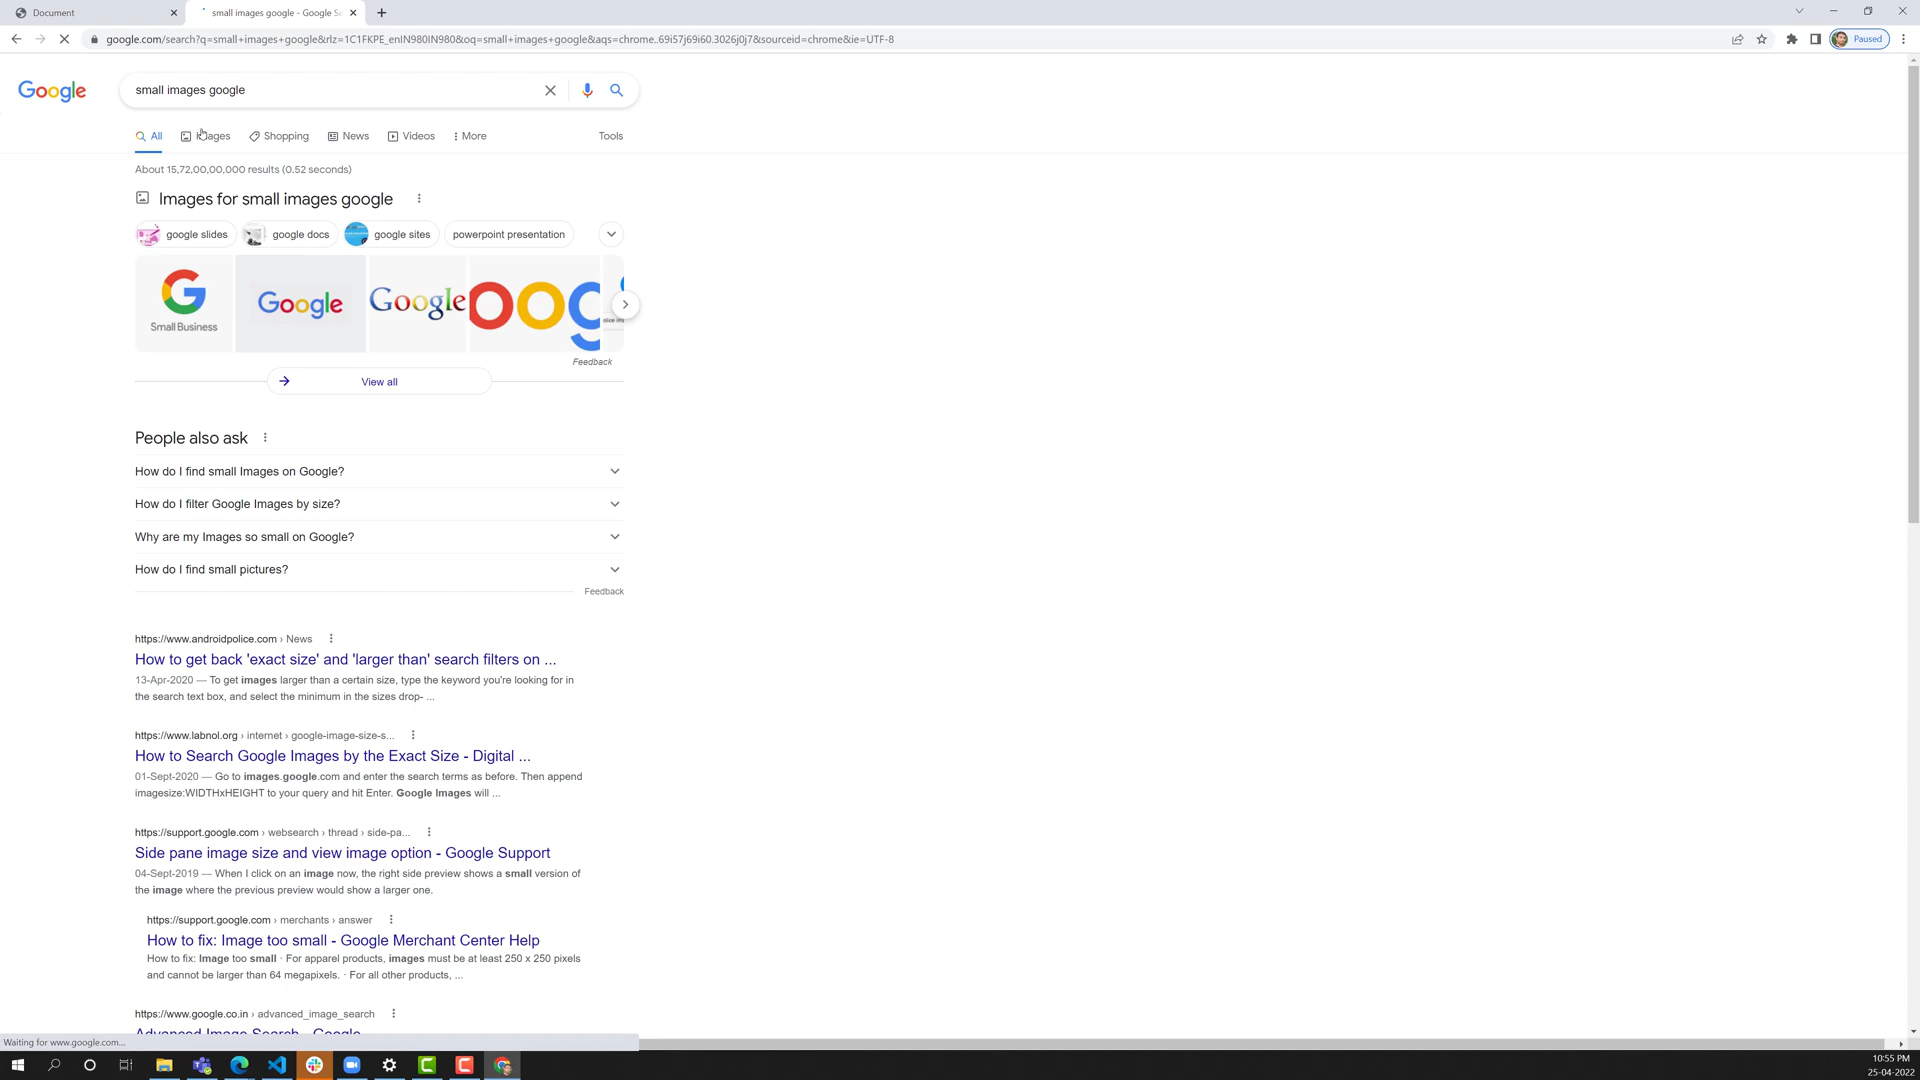 Document
small images google - Google S
google.com/search?q=small+images+google&rlz=1C1FKPE_enIN980IN980&oq=small+images+google&aqs=chrome..69i57j69i60.3026j0j7&sourceid=chrome&ie=UTF-8
Paused
Google
small images google
All
Images
Shopping
News
Videos
More
Tools
About 15,72,00,00,000 results (0.52 seconds)
Images for small images google
google slides
google docs
google sites
powerpoint presentation
Small Business
Google
Google
oog
Feedback
View all
People also ask
How do I find small Images on Google?
How do I filter Google Images by size?
Why are my Images so small on Google?
How do I find small pictures?
Feedback
https://www.androidpolice.com › News
How to get back 'exact size' and 'larger than' search filters on ...
13-Apr-2020 — To get images larger than a certain size, type the keyword you're looking for in
the search text box, and select the minimum in the sizes drop- ...
https://www.labnol.org › internet › google-image-size-s...
How to Search Google Images by the Exact Size - Digital ...
01-Sept-2020 — Go to images.google.com and enter the search terms as before. Then append
imagesize:WIDTHxHEIGHT to your query and hit Enter. Google Images will ...
https://support.google.com › websearch › thread › side-pa...
Side pane image size and view image option - Google Support
04-Sept-2019 — When I click on an image now, the right side preview shows a small version of
the image where the previous preview would show a larger one.
https://support.google.com › merchants › answer
How to fix: Image too small - Google Merchant Center Help
How to fix: Image too small · For apparel products, images must be at least 250 x 250 pixels
and cannot be larger than 64 megapixels. · For all other products, ...
https://www.google.co.in › advanced_image_search
Advanced Image Search - Google
Waiting for www.google.com...
10:55 PM
25-04-2022